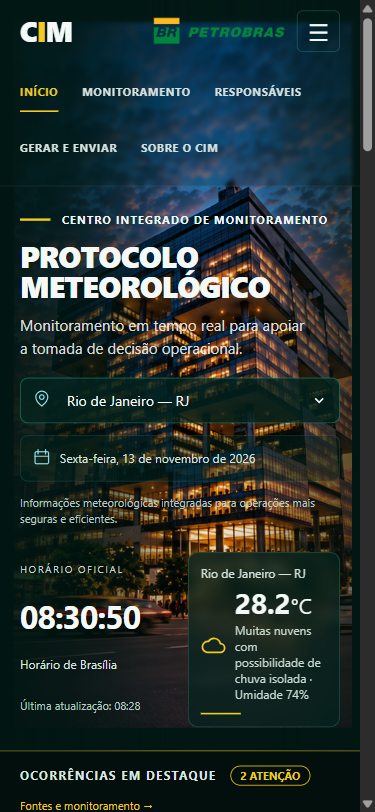 CIM
BR PETROBRAS
INÍCIO MONITORAMENTO RESPONSÁVEIS
GERAR E ENVIAR SOBRE O CIM
CENTRO INTEGRADO DE MONITORAMENTO
PROTOCOLO
METEOROLÓGICO
Monitoramento em tempo real para apoiar
a tomada de decisão operacional.
Rio de Janeiro — RJ
Sexta-feira, 13 de novembro de 2026
Informações meteorológicas integradas para operações mais
seguras e eficientes.
HORÁRIO OFICIAL
08:30:50
Horário de Brasília
Última atualização: 08:28
Rio de Janeiro — RJ
28.2°C
Muitas nuvens
com
possibilidade de
chuva isolada ·
Umidade 74%
OCORRÊNCIAS EM DESTAQUE 2 ATENÇÃO
Fontes e monitoramento →